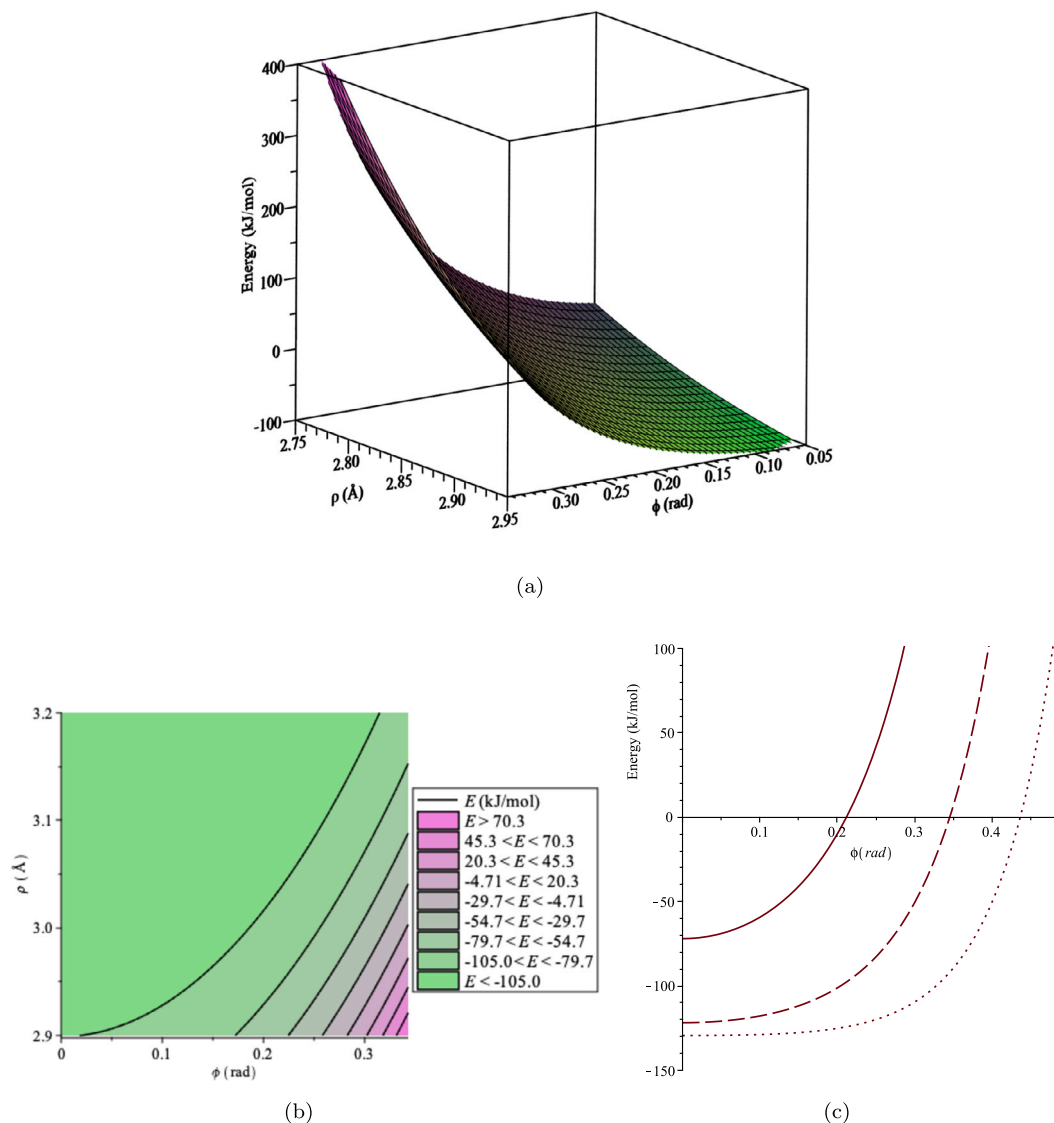 400
300
200
100
0
-100
Energy (kJ/mol)
2.75
2.80
2.85
2.90
2.95
ρ (Å)
0.30
0.25
0.20
0.15
0.10
0.05
ϕ (rad)
(a)
3.2
3.1
3.0
2.9
ρ (Å)
0
0.1
0.2
0.3
ϕ (rad)
E (kJ/mol)
E > 70.3
45.3 < E < 70.3
20.3 < E < 45.3
-4.71 < E < 20.3
-29.7 < E < -4.71
-54.7 < E < -29.7
-79.7 < E < -54.7
-105.0 < E < -79.7
E < -105.0
(b)
100
50
0
-50
-100
-150
Energy (kJ/mol)
0.1
0.2
0.3
0.4
ϕ(rad)
(c)